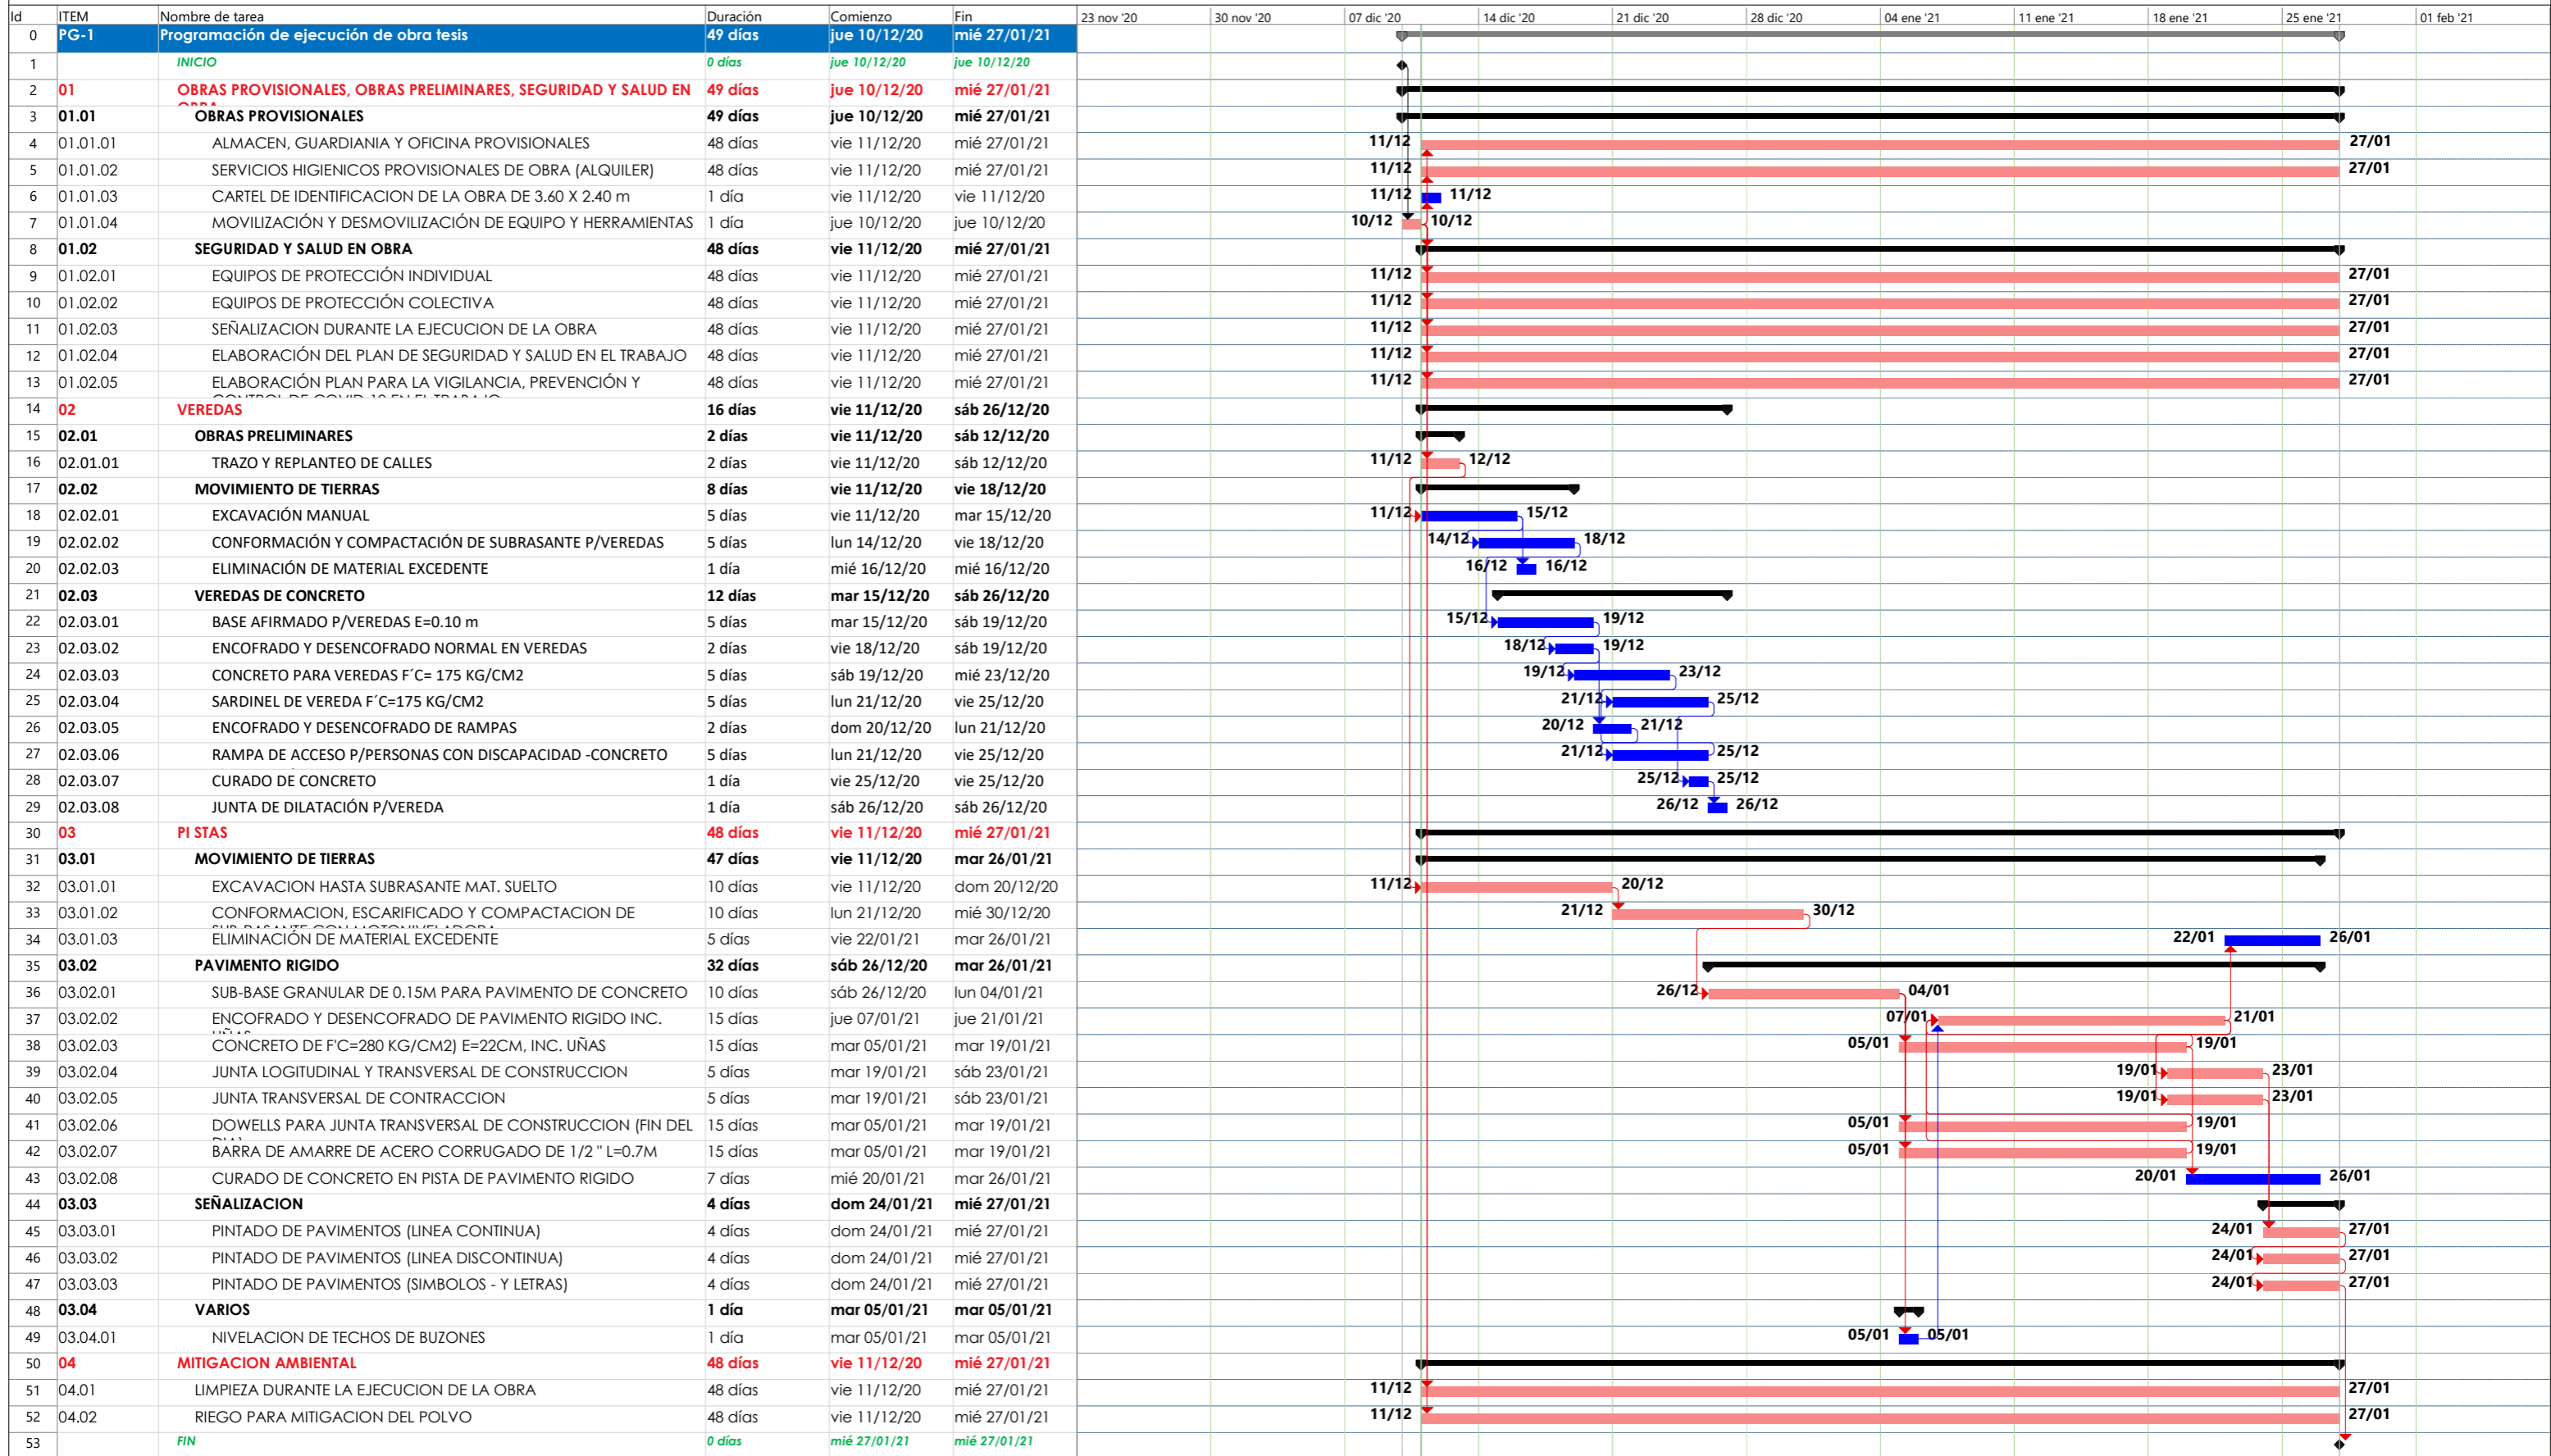 Id ITEM Nombre de tarea Duración Comienzo Fin 23 nov '20 30 nov '20 07 dic '20 14 dic '20 21 dic '20 28 dic '20 04 ene '21 11 ene '21 18 ene '21 25 ene '21 01 feb '21
0 PG-1 Programación de ejecución de obra tesis 49 días jue 10/12/20 mié 27/01/21
1 INICIO 0 días jue 10/12/20 jue 10/12/20
2 01 OBRAS PROVISIONALES, OBRAS PRELIMINARES, SEGURIDAD Y SALUD EN 49 días jue 10/12/20 mié 27/01/21
3 01.01 OBRAS PROVISIONALES 49 días jue 10/12/20 mié 27/01/21
4 01.01.01 ALMACEN, GUARDIANIA Y OFICINA PROVISIONALES 48 días vie 11/12/20 mié 27/01/21 11/12 27/01
5 01.01.02 SERVICIOS HIGIENICOS PROVISIONALES DE OBRA (ALQUILER) 48 días vie 11/12/20 mié 27/01/21 11/12 27/01
6 01.01.03 CARTEL DE IDENTIFICACION DE LA OBRA DE 3.60 X 2.40 m 1 día vie 11/12/20 vie 11/12/20 11/12 11/12
7 01.01.04 MOVILIZACIÓN Y DESMOVILIZACIÓN DE EQUIPO Y HERRAMIENTAS 1 día jue 10/12/20 jue 10/12/20 10/12 10/12
8 01.02 SEGURIDAD Y SALUD EN OBRA 48 días vie 11/12/20 mié 27/01/21
9 01.02.01 EQUIPOS DE PROTECCIÓN INDIVIDUAL 48 días vie 11/12/20 mié 27/01/21 11/12 27/01
10 01.02.02 EQUIPOS DE PROTECCIÓN COLECTIVA 48 días vie 11/12/20 mié 27/01/21 11/12 27/01
11 01.02.03 SEÑALIZACION DURANTE LA EJECUCION DE LA OBRA 48 días vie 11/12/20 mié 27/01/21 11/12 27/01
12 01.02.04 ELABORACIÓN DEL PLAN DE SEGURIDAD Y SALUD EN EL TRABAJO 48 días vie 11/12/20 mié 27/01/21 11/12 27/01
13 01.02.05 ELABORACIÓN PLAN PARA LA VIGILANCIA, PREVENCIÓN Y 48 días vie 11/12/20 mié 27/01/21 11/12 27/01
14 02 VEREDAS 16 días vie 11/12/20 sáb 26/12/20
15 02.01 OBRAS PRELIMINARES 2 días vie 11/12/20 sáb 12/12/20
16 02.01.01 TRAZO Y REPLANTEO DE CALLES 2 días vie 11/12/20 sáb 12/12/20 11/12 12/12
17 02.02 MOVIMIENTO DE TIERRAS 8 días vie 11/12/20 vie 18/12/20
18 02.02.01 EXCAVACIÓN MANUAL 5 días vie 11/12/20 mar 15/12/20 11/12 15/12
19 02.02.02 CONFORMACIÓN Y COMPACTACIÓN DE SUBRASANTE P/VEREDAS 5 días lun 14/12/20 vie 18/12/20 14/12 18/12
20 02.02.03 ELIMINACIÓN DE MATERIAL EXCEDENTE 1 día mié 16/12/20 mié 16/12/20 16/12 16/12
21 02.03 VEREDAS DE CONCRETO 12 días mar 15/12/20 sáb 26/12/20
22 02.03.01 BASE AFIRMADO P/VEREDAS E=0.10 m 5 días mar 15/12/20 sáb 19/12/20 15/12 19/12
23 02.03.02 ENCOFRADO Y DESENCOFRADO NORMAL EN VEREDAS 2 días vie 18/12/20 sáb 19/12/20 18/12 19/12
24 02.03.03 CONCRETO PARA VEREDAS F´C= 175 KG/CM2 5 días sáb 19/12/20 mié 23/12/20 19/12 23/12
25 02.03.04 SARDINEL DE VEREDA F´C=175 KG/CM2 5 días lun 21/12/20 vie 25/12/20 21/12 25/12
26 02.03.05 ENCOFRADO Y DESENCOFRADO DE RAMPAS 2 días dom 20/12/20 lun 21/12/20 20/12 21/12
27 02.03.06 RAMPA DE ACCESO P/PERSONAS CON DISCAPACIDAD -CONCRETO 5 días lun 21/12/20 vie 25/12/20 21/12 25/12
28 02.03.07 CURADO DE CONCRETO 1 día vie 25/12/20 vie 25/12/20 25/12 25/12
29 02.03.08 JUNTA DE DILATACIÓN P/VEREDA 1 día sáb 26/12/20 sáb 26/12/20 26/12 26/12
30 03 PI STAS 48 días vie 11/12/20 mié 27/01/21
31 03.01 MOVIMIENTO DE TIERRAS 47 días vie 11/12/20 mar 26/01/21
32 03.01.01 EXCAVACION HASTA SUBRASANTE MAT. SUELTO 10 días vie 11/12/20 dom 20/12/20 11/12 20/12
33 03.01.02 CONFORMACION, ESCARIFICADO Y COMPACTACION DE 10 días lun 21/12/20 mié 30/12/20 21/12 30/12
34 03.01.03 ELIMINACIÓN DE MATERIAL EXCEDENTE 5 días vie 22/01/21 mar 26/01/21 22/01 26/01
35 03.02 PAVIMENTO RIGIDO 32 días sáb 26/12/20 mar 26/01/21
36 03.02.01 SUB-BASE GRANULAR DE 0.15M PARA PAVIMENTO DE CONCRETO 10 días sáb 26/12/20 lun 04/01/21 26/12 04/01
37 03.02.02 ENCOFRADO Y DESENCOFRADO DE PAVIMENTO RIGIDO INC. 15 días jue 07/01/21 jue 21/01/21 07/01 21/01
38 03.02.03 CONCRETO DE F'C=280 KG/CM2) E=22CM, INC. UÑAS 15 días mar 05/01/21 mar 19/01/21 05/01 19/01
39 03.02.04 JUNTA LOGITUDINAL Y TRANSVERSAL DE CONSTRUCCION 5 días mar 19/01/21 sáb 23/01/21 19/01 23/01
40 03.02.05 JUNTA TRANSVERSAL DE CONTRACCION 5 días mar 19/01/21 sáb 23/01/21 19/01 23/01
41 03.02.06 DOWELLS PARA JUNTA TRANSVERSAL DE CONSTRUCCION (FIN DEL 15 días mar 05/01/21 mar 19/01/21 05/01 19/01
42 03.02.07 BARRA DE AMARRE DE ACERO CORRUGADO DE 1/2 " L=0.7M 15 días mar 05/01/21 mar 19/01/21 05/01 19/01
43 03.02.08 CURADO DE CONCRETO EN PISTA DE PAVIMENTO RIGIDO 7 días mié 20/01/21 mar 26/01/21 20/01 26/01
44 03.03 SEÑALIZACION 4 días dom 24/01/21 mié 27/01/21
45 03.03.01 PINTADO DE PAVIMENTOS (LINEA CONTINUA) 4 días dom 24/01/21 mié 27/01/21 24/01 27/01
46 03.03.02 PINTADO DE PAVIMENTOS (LINEA DISCONTINUA) 4 días dom 24/01/21 mié 27/01/21 24/01 27/01
47 03.03.03 PINTADO DE PAVIMENTOS (SIMBOLOS - Y LETRAS) 4 días dom 24/01/21 mié 27/01/21 24/01 27/01
48 03.04 VARIOS 1 día mar 05/01/21 mar 05/01/21
49 03.04.01 NIVELACION DE TECHOS DE BUZONES 1 día mar 05/01/21 mar 05/01/21 05/01 05/01
50 04 MITIGACION AMBIENTAL 48 días vie 11/12/20 mié 27/01/21
51 04.01 LIMPIEZA DURANTE LA EJECUCION DE LA OBRA 48 días vie 11/12/20 mié 27/01/21 11/12 27/01
52 04.02 RIEGO PARA MITIGACION DEL POLVO 48 días vie 11/12/20 mié 27/01/21 11/12 27/01
53 FIN 0 días mié 27/01/21 mié 27/01/21